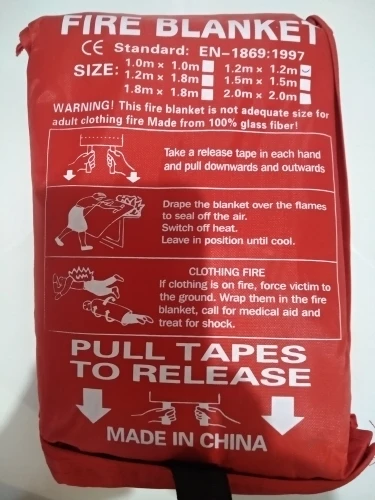 FIRE BLANKET
CE Standard: EN-1869:1997
SIZE: 1.0m x 1.0m 1.2m x 1.2m
1.2m x 1.8m 1.5m x 1.5m
1.8m x 1.8m 2.0m x 2.0m
WARNING! This fire blanket is not adequate size for
adult clothing fire Made from 100% glass fiber!
Take a release tape in each hand
and pull downwards and outwards
Drape the blanket over the flames
to seal off the air.
Switch off heat.
Leave in position until cool.
CLOTHING FIRE
If clothing is on fire, force victim to
the ground. Wrap them in the fire
blanket, call for medical aid and
treat for shock.
PULL TAPES
TO RELEASE
MADE IN CHINA